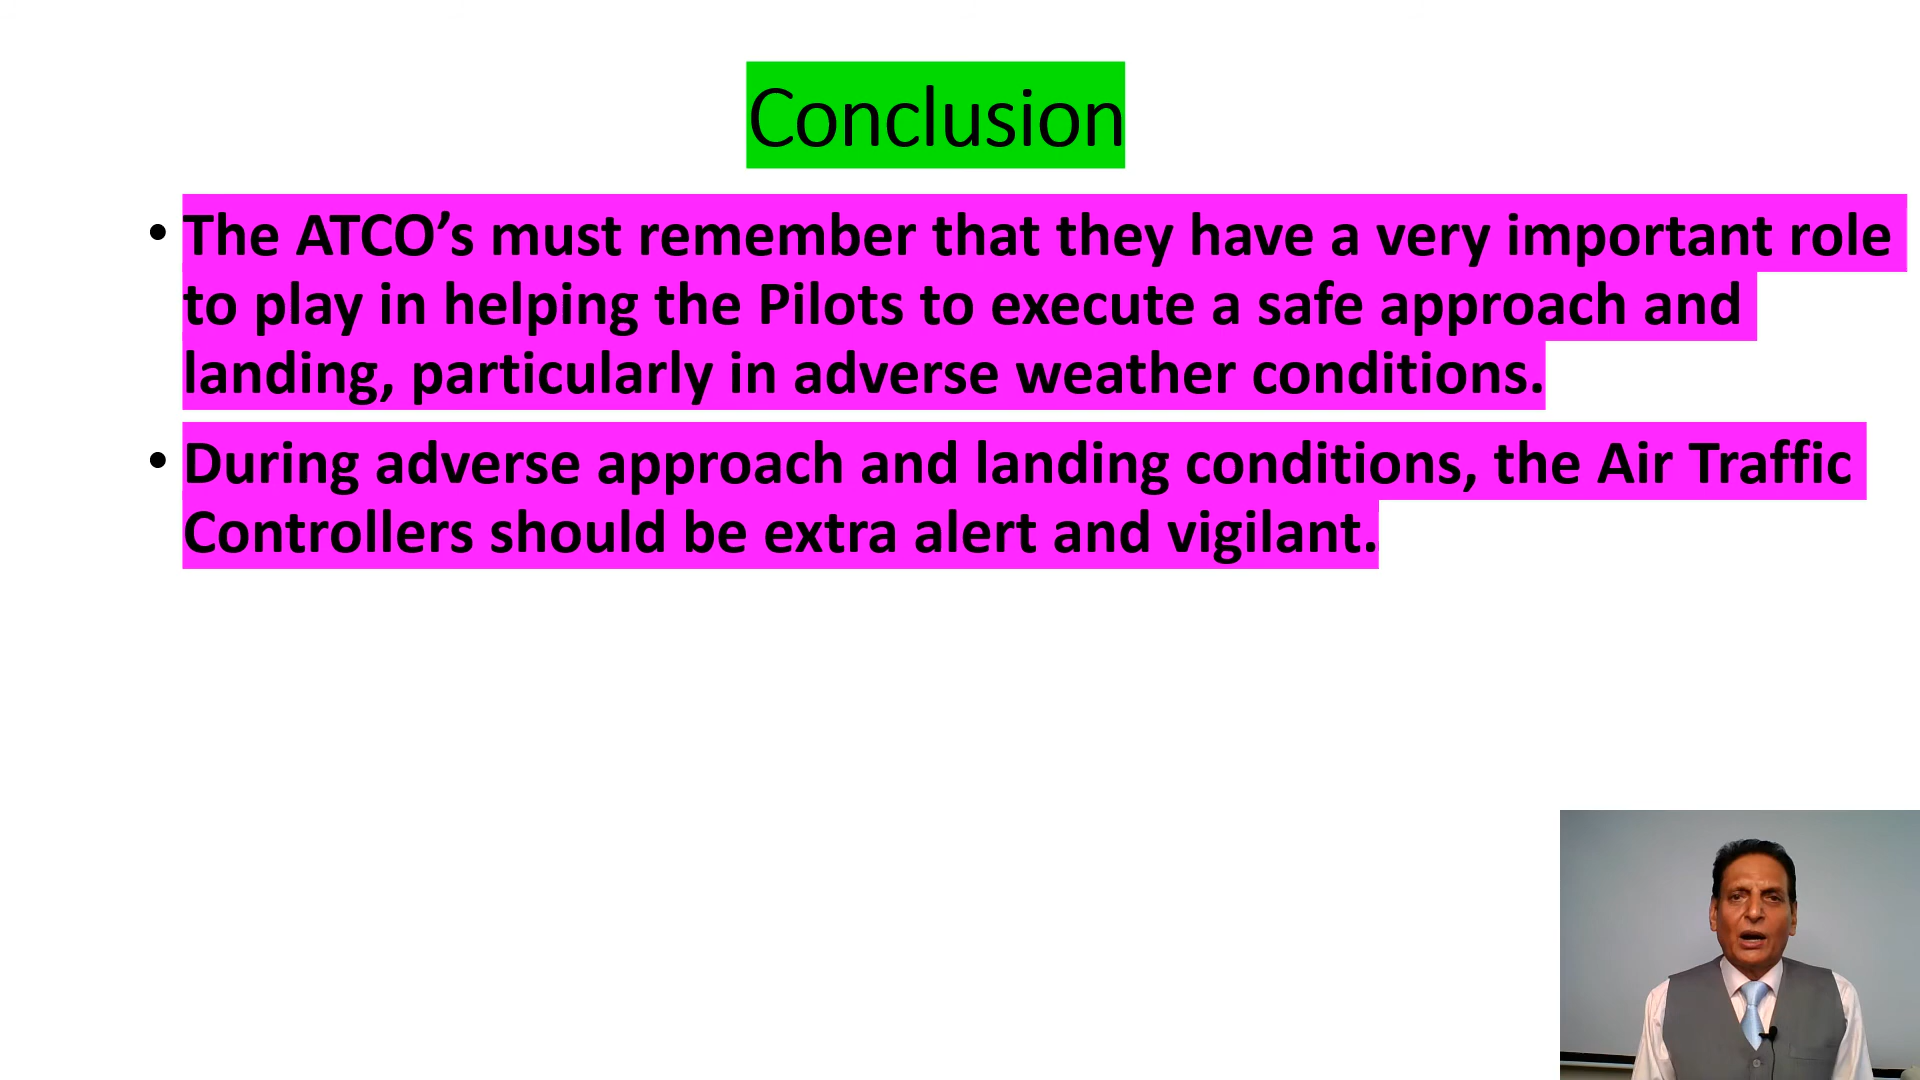 Conclusion
• The ATCO’s must remember that they have a very important role
to play in helping the Pilots to execute a safe approach and
landing, particularly in adverse weather conditions.
• During adverse approach and landing conditions, the Air Traffic
Controllers should be extra alert and vigilant.